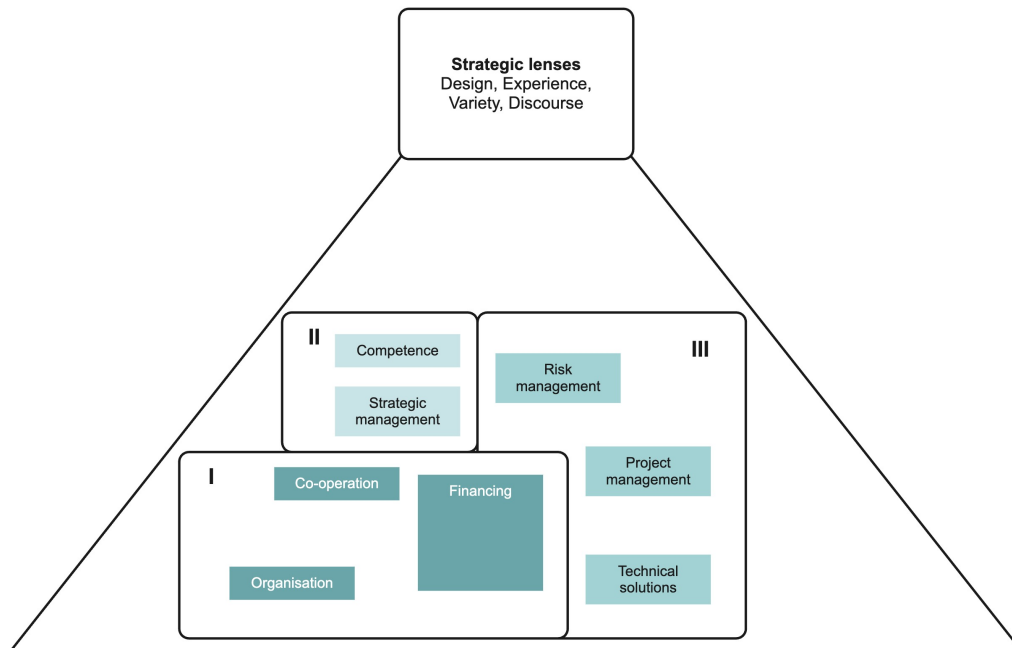 Strategic lenses
Design, Experience,
Variety, Discourse
II
Competence
Strategic
management
III
Risk
management
Project
management
Technical
solutions
I
Co-operation
Financing
Organisation